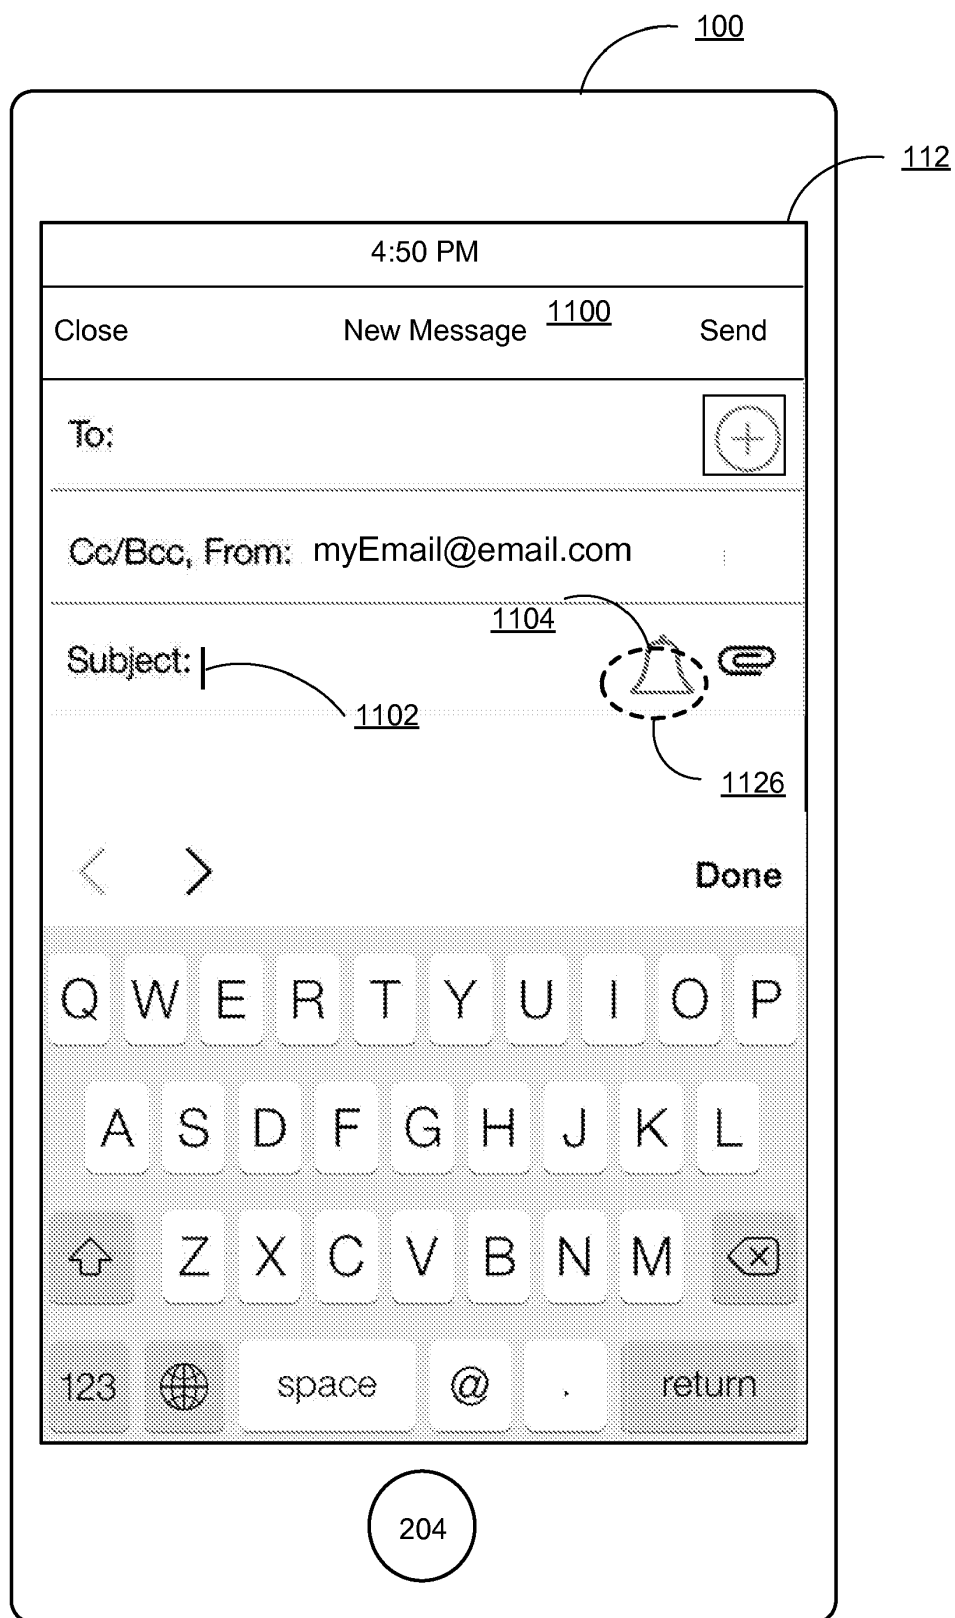 100
112
4:50 PM
Close New Message 1100 Send
To:
Cc/Bcc, From: myEmail@email.com
1104
Subject:
1102
1126
Done
Q W E R T Y U I O P
A S D F G H J K L
Z X C V B N M
123 space @ . return
204